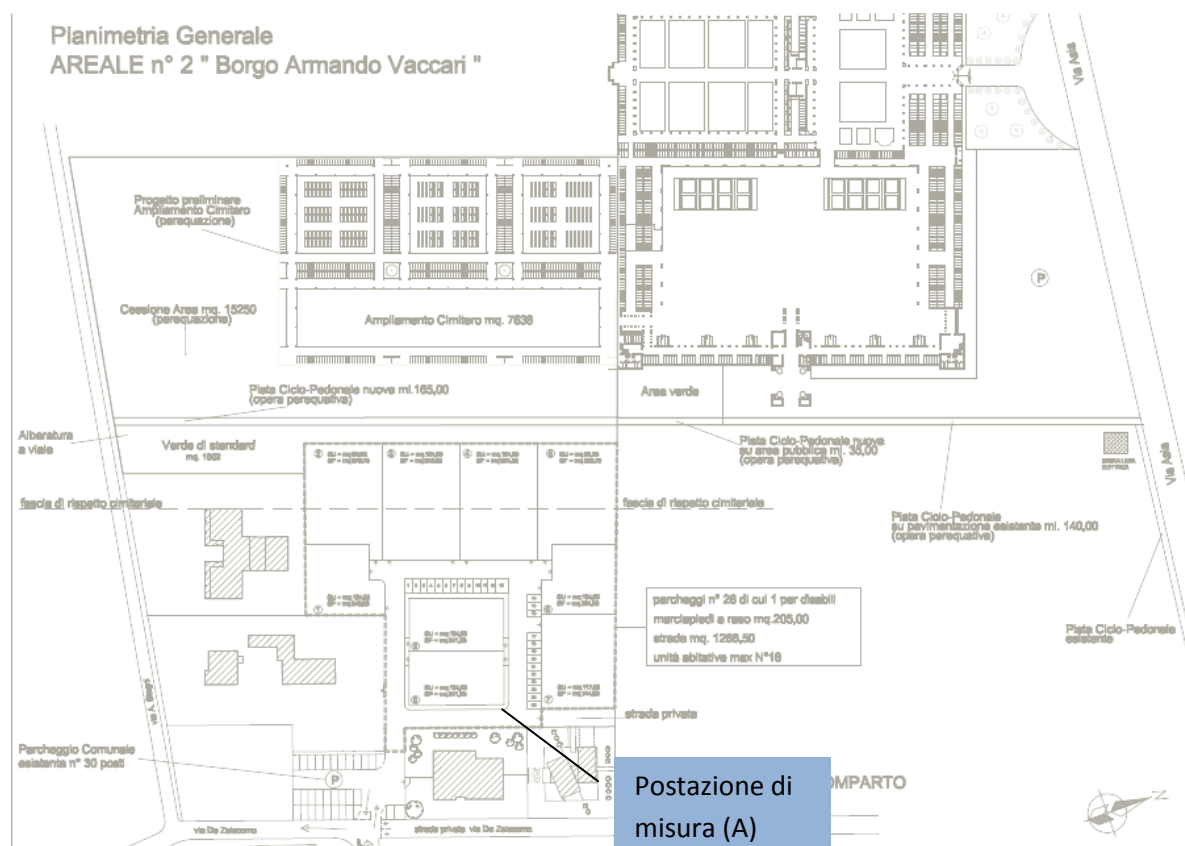 Planimetria Generale
AREALE n° 2 " Borgo Armando Vaccari "
Via Asia
Progetto preliminare
Ampliamento Cimitero
(perequazione)
Cessione Area mq. 15250
(perequazione)
Ampliamento Cimitero mq. 7638
P
Pista Ciclo-Pedonale nuova ml.165,00
(opera perequativa)
Area verde
Alberatura
a viale
Verde di standard
mq. 1862
Pista Ciclo-Pedonale nuova
su area pubblica ml. 35,00
(opera perequativa)
Via Asia
fascia di rispetto cimiteriale
fascia di rispetto cimiteriale
Pista Ciclo-Pedonale
su pavimentazione esistente ml. 140,00
(opera perequativa)
parcheggi n° 26 di cui 1 per disabili
marciapiedi a raso mq.205,00
strade mq. 1266,50
unità abitative max N°16
Pista Ciclo-Pedonale
esistente
strada privata
Parcheggio Comunale
esistente n° 30 posti
P
Postazione di
misura (A)
OMPARTO
N
via De Zaiacomo
strada privata via De Zaiacomo